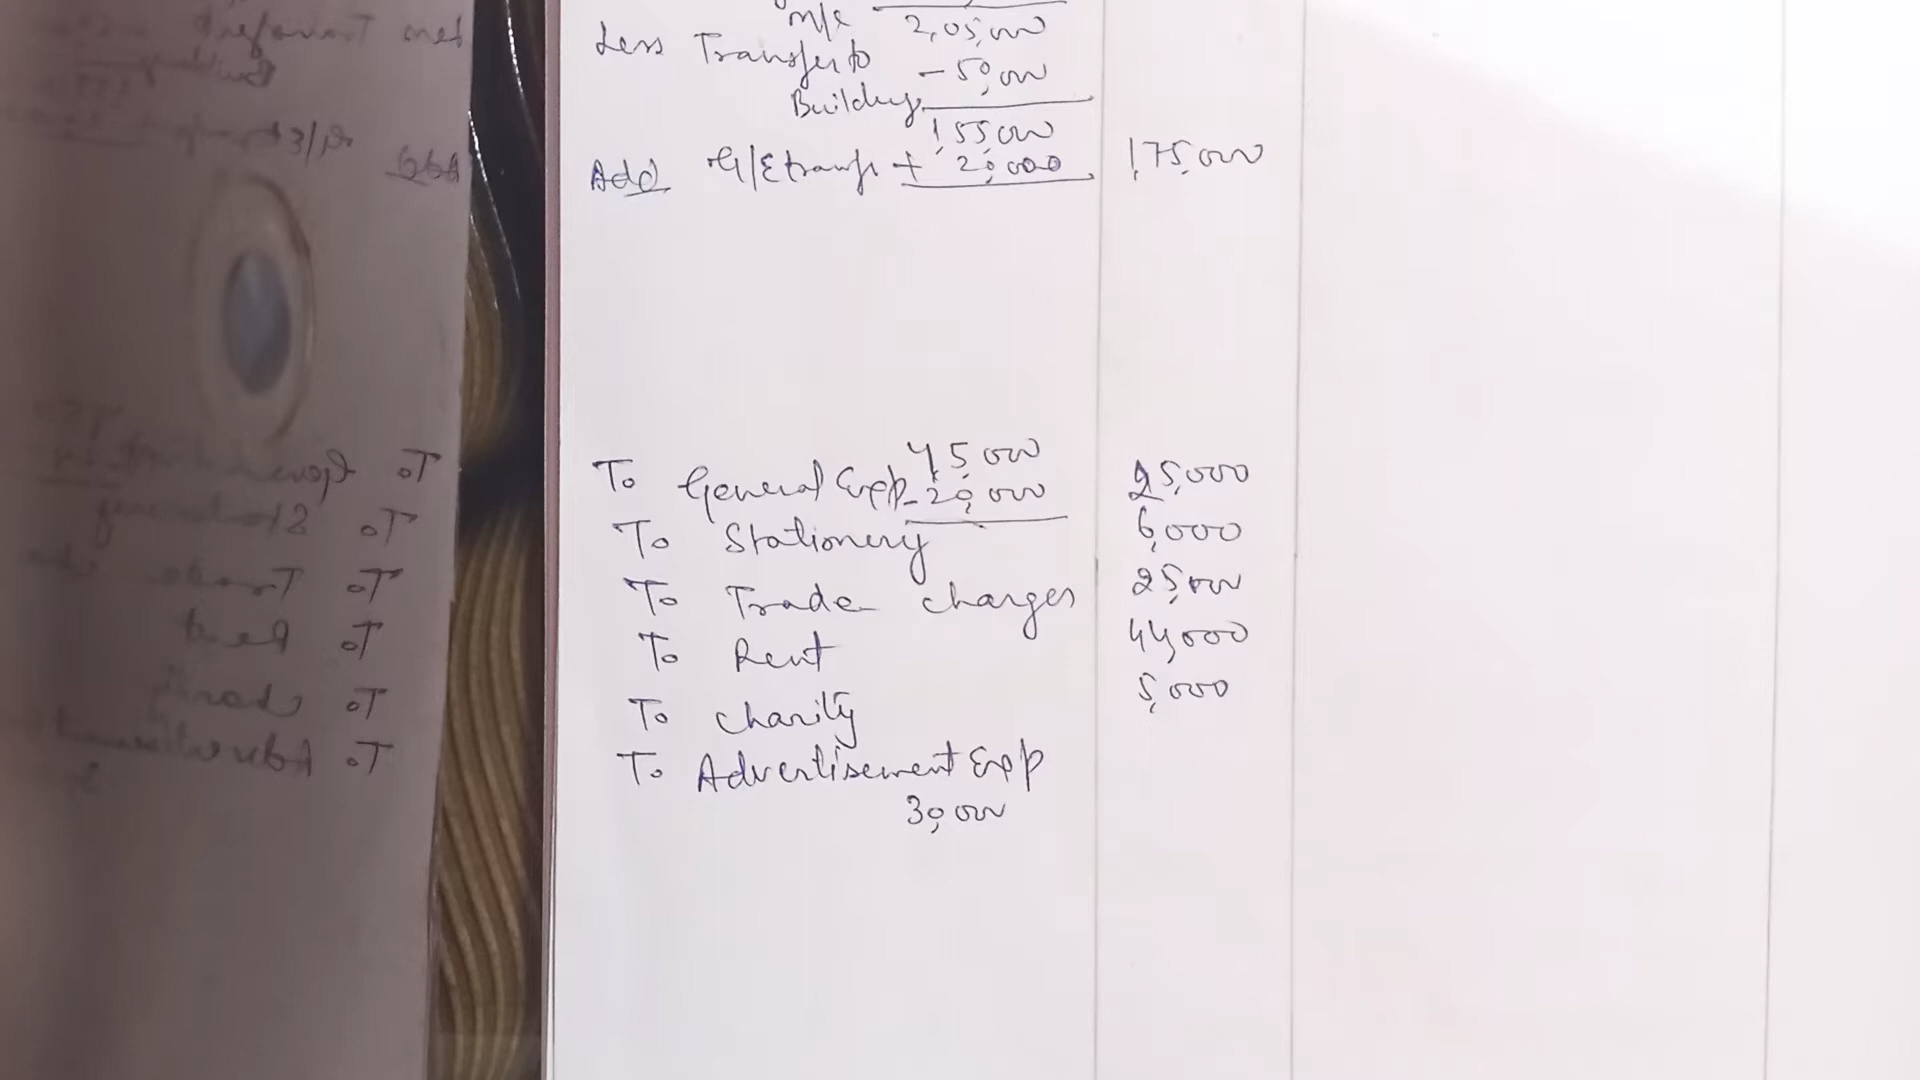 m/c 2,05,000
Less Transfer to - 50,000
Building
1,55,000
Add G/E transf + 20,000 1,75,000
45,000
To General Exp - 20,000 25,000
To Stationery 6,000
To Trade charges 25,000
To Rent 44,000
To charity 5,000
To Advertisement Exp
30,000